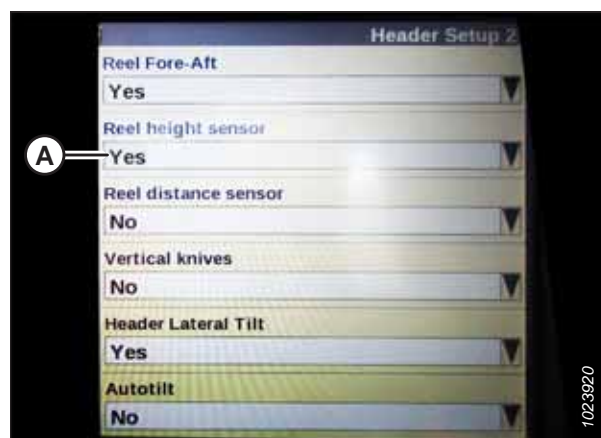 Header Setup 2
Reel Fore-Aft
Yes
Reel height sensor
A
Yes
Reel distance sensor
No
Vertical knives
No
Header Lateral Tilt
Yes
Autotilt
No
1023920